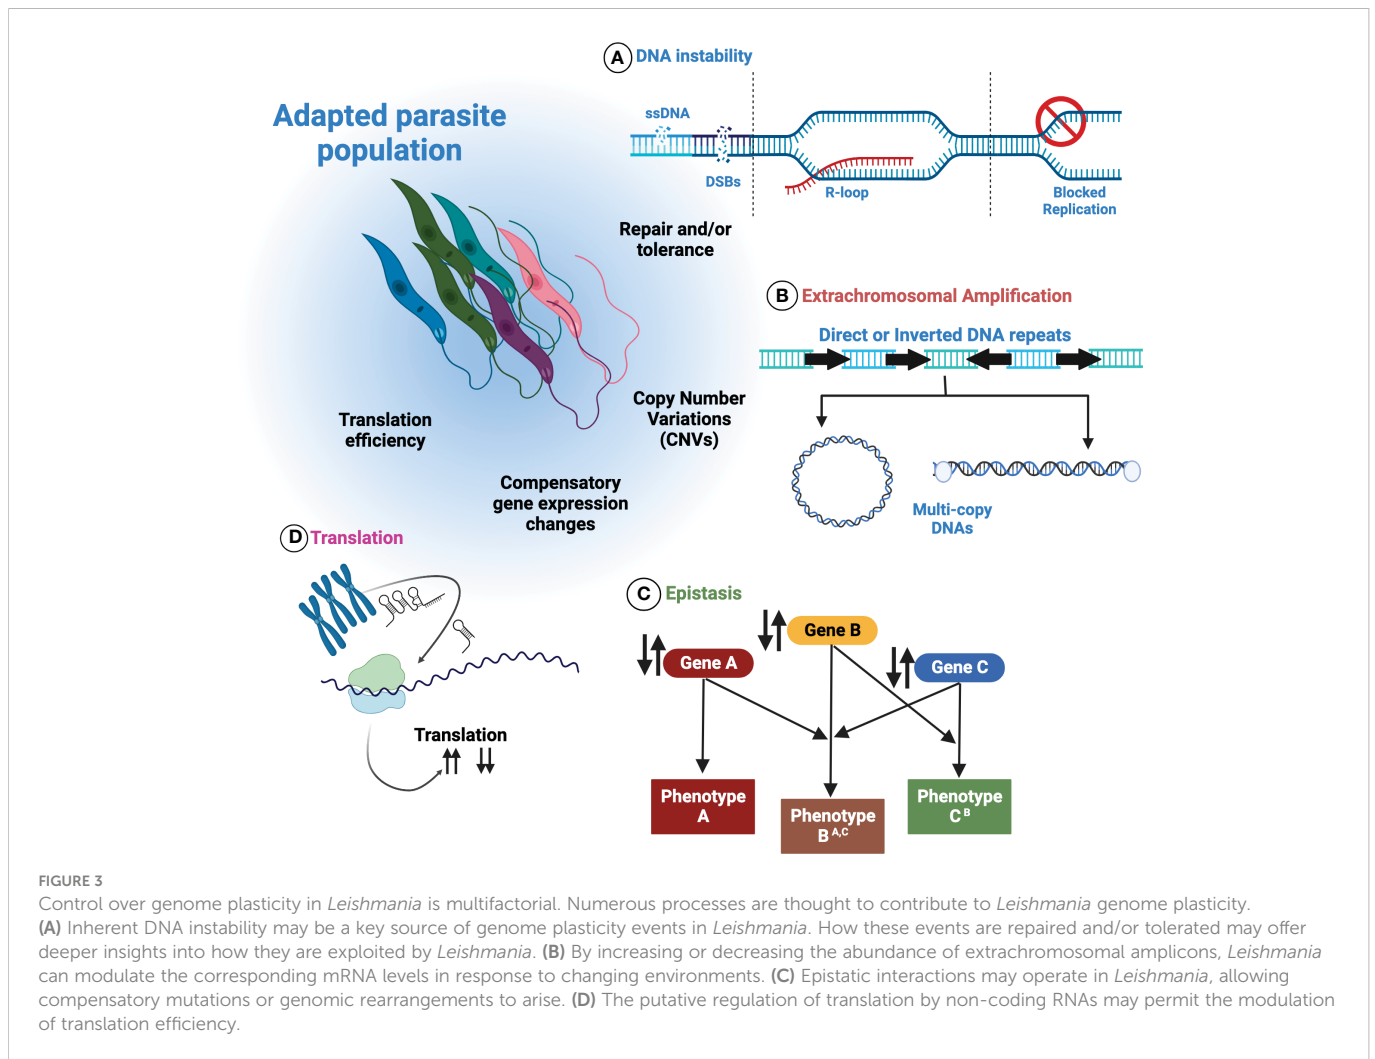 Adapted parasite
population
A DNA instability
ssDNA
DSBs
R-loop
Blocked
Replication
Repair and/or
tolerance
B Extrachromosomal Amplification
Direct or Inverted DNA repeats
Multi-copy
DNAs
Copy Number
Variations
(CNVs)
Translation
efficiency
Compensatory
gene expression
changes
D Translation
Translation
C Epistasis
Gene A
Gene B
Gene C
Phenotype
A
Phenotype
B A,C
Phenotype
C B
FIGURE 3
Control over genome plasticity in Leishmania is multifactorial. Numerous processes are thought to contribute to Leishmania genome plasticity.
(A) Inherent DNA instability may be a key source of genome plasticity events in Leishmania. How these events are repaired and/or tolerated may offer
deeper insights into how they are exploited by Leishmania. (B) By increasing or decreasing the abundance of extrachromosomal amplicons, Leishmania
can modulate the corresponding mRNA levels in response to changing environments. (C) Epistatic interactions may operate in Leishmania, allowing
compensatory mutations or genomic rearrangements to arise. (D) The putative regulation of translation by non-coding RNAs may permit the modulation
of translation efficiency.